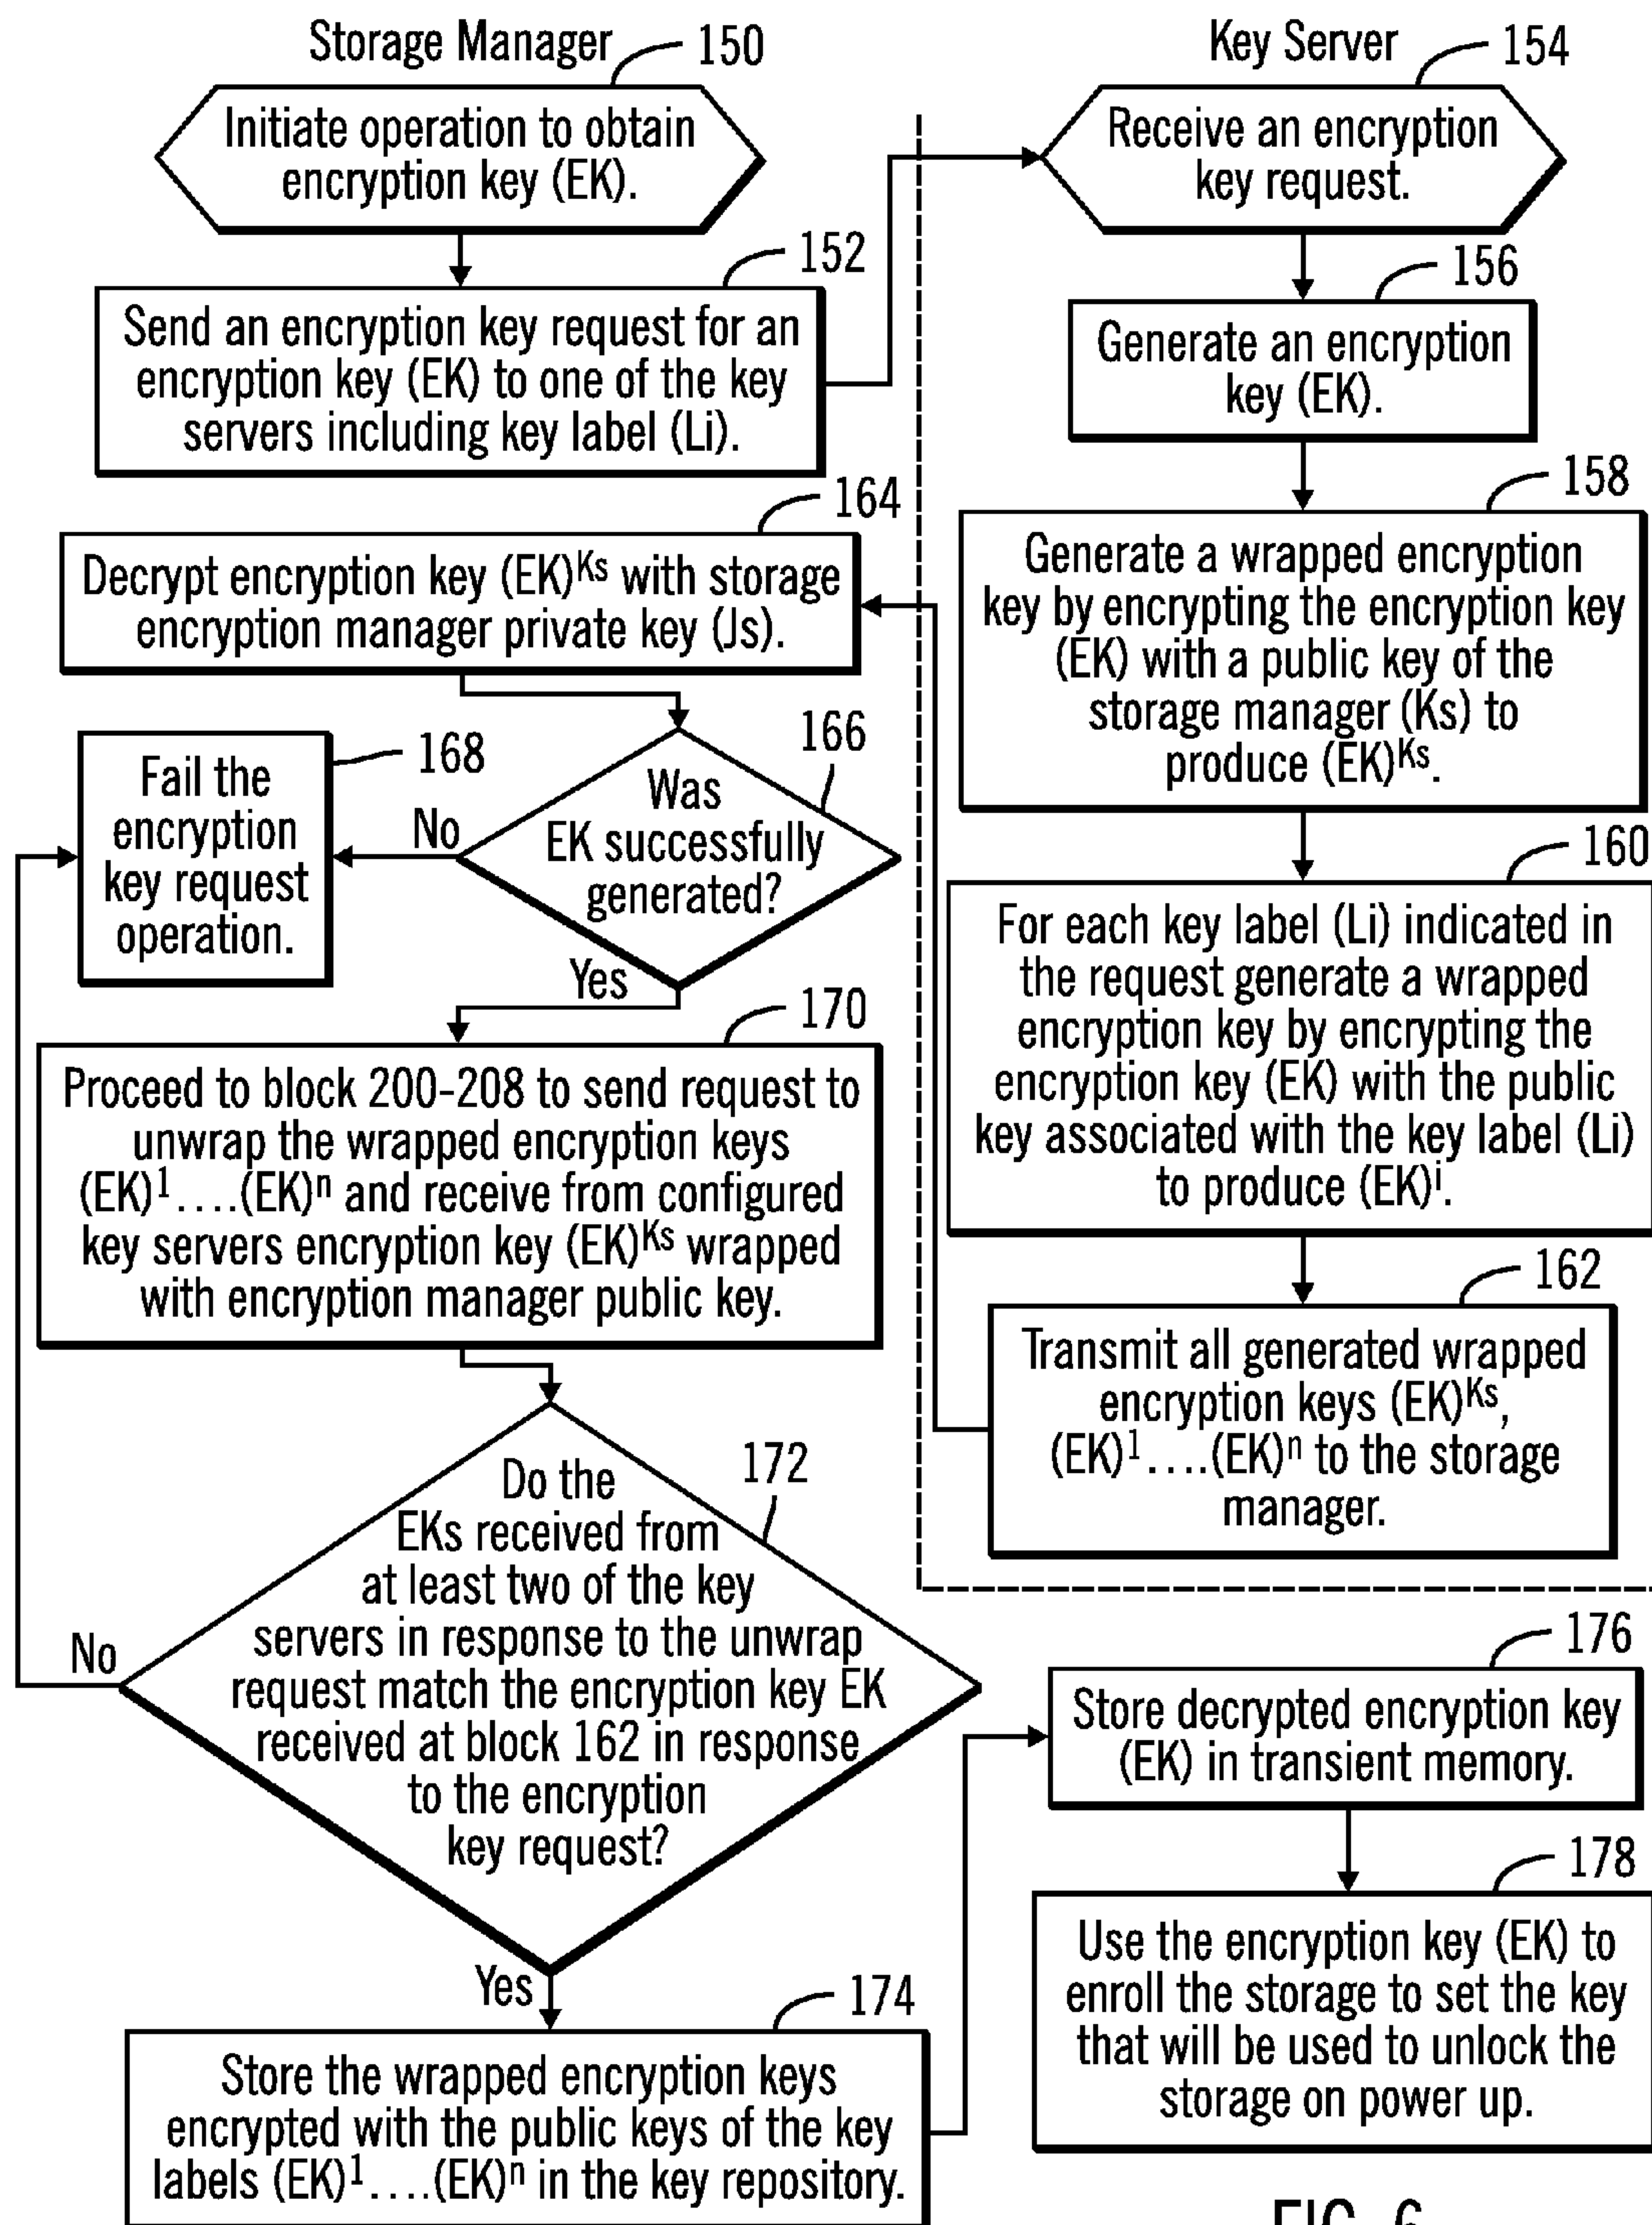 Storage Manager
150
Initiate operation to obtain
encryption key (EK).
152
Send an encryption key request for an
encryption key (EK) to one of the key
servers including key label (Li).
Key Server
154
Receive an encryption
key request.
156
Generate an encryption
key (EK).
158
Generate a wrapped encryption
key by encrypting the encryption key
(EK) with a public key of the
storage manager (Ks) to
produce (EK)ᴷˢ.
160
For each key label (Li) indicated in
the request generate a wrapped
encryption key by encrypting the
encryption key (EK) with the public
key associated with the key label (Li)
to produce (EK)ⁱ.
162
Transmit all generated wrapped
encryption keys (EK)ᴷˢ,
(EK)¹....(EK)ⁿ to the storage
manager.
164
Decrypt encryption key (EK)ᴷˢ with storage
encryption manager private key (Js).
166
Was
EK successfully
generated?
No
168
Fail the
encryption
key request
operation.
Yes
170
Proceed to block 200-208 to send request to
unwrap the wrapped encryption keys
(EK)¹....(EK)ⁿ and receive from configured
key servers encryption key (EK)ᴷˢ wrapped
with encryption manager public key.
172
Do the
EKs received from
at least two of the key
servers in response to the unwrap
request match the encryption key EK
received at block 162 in response
to the encryption
key request?
No
Yes
174
Store the wrapped encryption keys
encrypted with the public keys of the key
labels (EK)¹....(EK)ⁿ in the key repository.
176
Store decrypted encryption key
(EK) in transient memory.
178
Use the encryption key (EK) to
enroll the storage to set the key
that will be used to unlock the
storage on power up.
FIG. 6